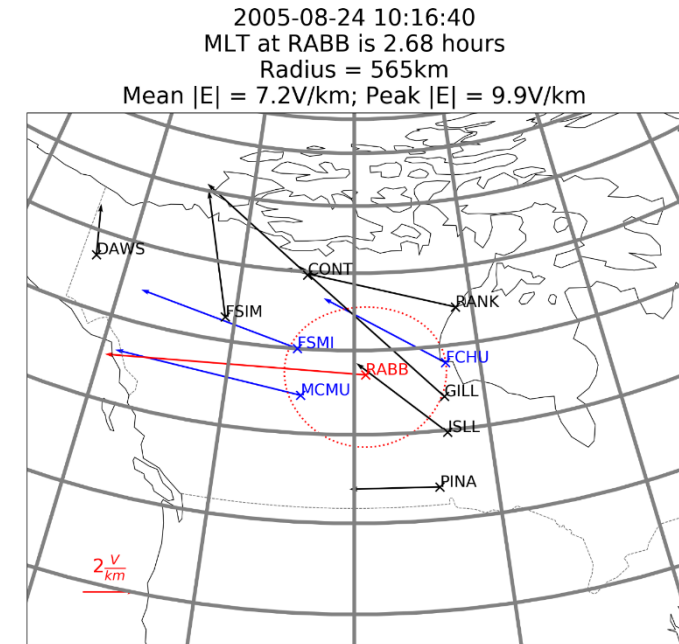 2005-08-24 10:16:40
MLT at RABB is 2.68 hours
Radius = 565km
Mean |E| = 7.2V/km; Peak |E| = 9.9V/km
DAWS
CONT
RANK
FSIM
FSMI
FCHU
RABB
MCMU
GILL
ISLL
PINA
2 V/km